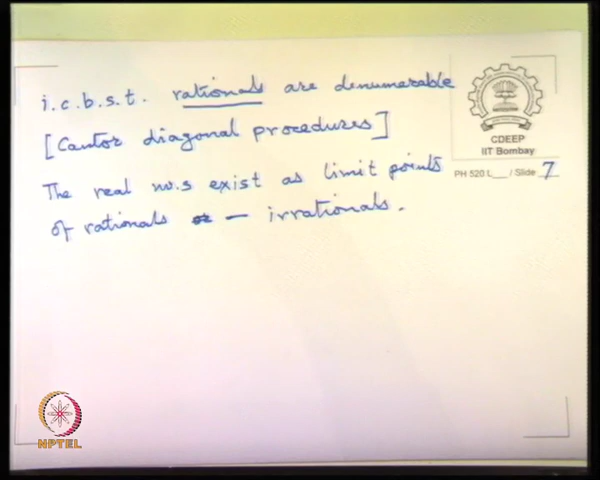 i.c.b.s.t. rationals are denumerable
[Cantor diagonal procedures]
The real no.s exist as limit points
of rationals — irrationals.
CDEEP
IIT Bombay
PH 520 L___ / Slide 7
NPTEL